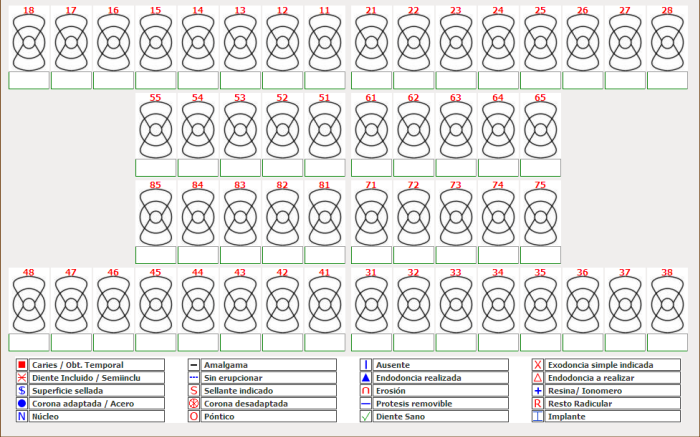 18 17 16 15 14 13 12 11 21 22 23 24 25 26 27 28
55 54 53 52 51 61 62 63 64 65
85 84 83 82 81 71 72 73 74 75
48 47 46 45 44 43 42 41 31 32 33 34 35 36 37 38
Caries / Obt. Temporal Amalgama Ausente X Exodoncia simple indicada
Diente Incluido / Semiinclu Sin erupcionar Endodoncia realizada Endodoncia a realizar
$ Superficie sellada S Sellante indicado Erosión + Resina/ Ionomero
Corona adaptada / Acero Corona desadaptada Protesis removible R Resto Radicular
N Núcleo O Póntico Diente Sano Implante